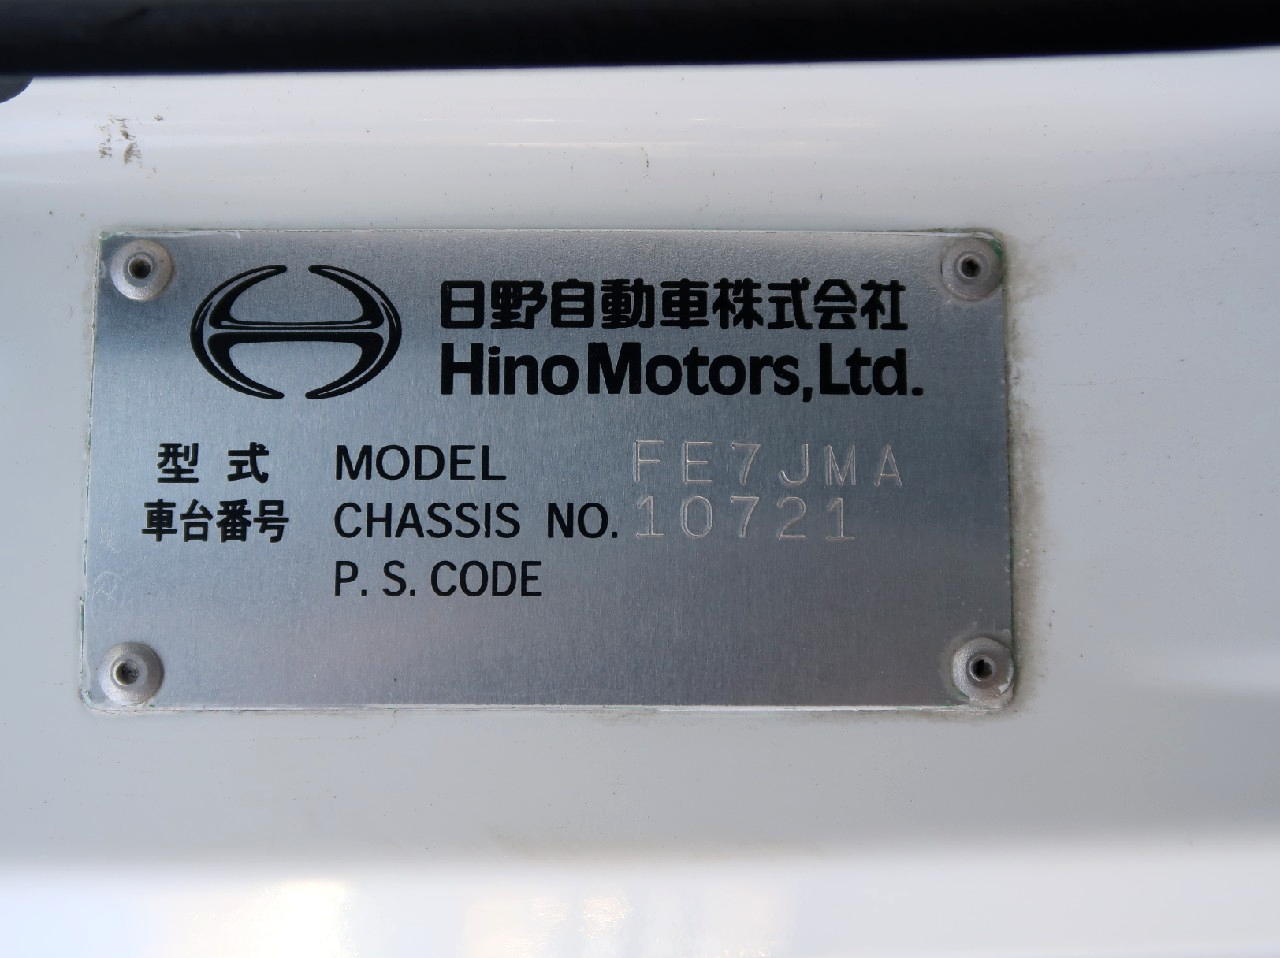 日野自動車株式会社
Hino Motors, Ltd.
型式 MODEL FE7JMA
車台番号 CHASSIS NO. 10721
P. S. CODE